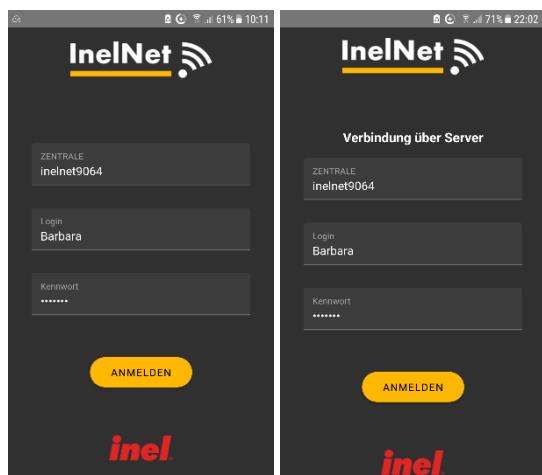 61% 10:11
InelNet
ZENTRALE
inelnet9064
Login
Barbara
Kennwort
•••••••
ANMELDEN
inel
71% 22:02
InelNet
Verbindung über Server
ZENTRALE
inelnet9064
Login
Barbara
Kennwort
•••••••
ANMELDEN
inel